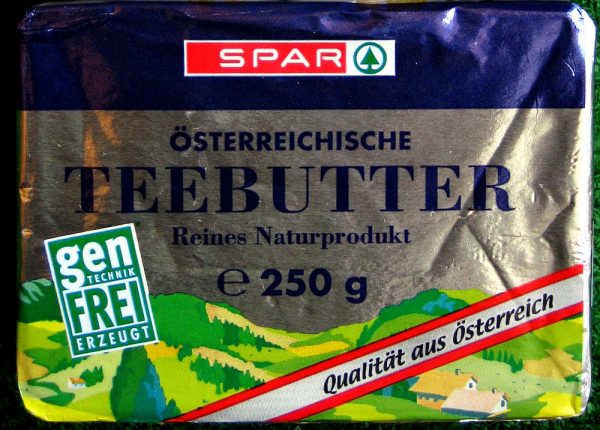 SPAR
ÖSTERREICHISCHE
TEEBUTTER
Reines Naturprodukt
℮ 250 g
gen
TECHNIK
FREI
ERZEUGT
Qualität aus Österreich